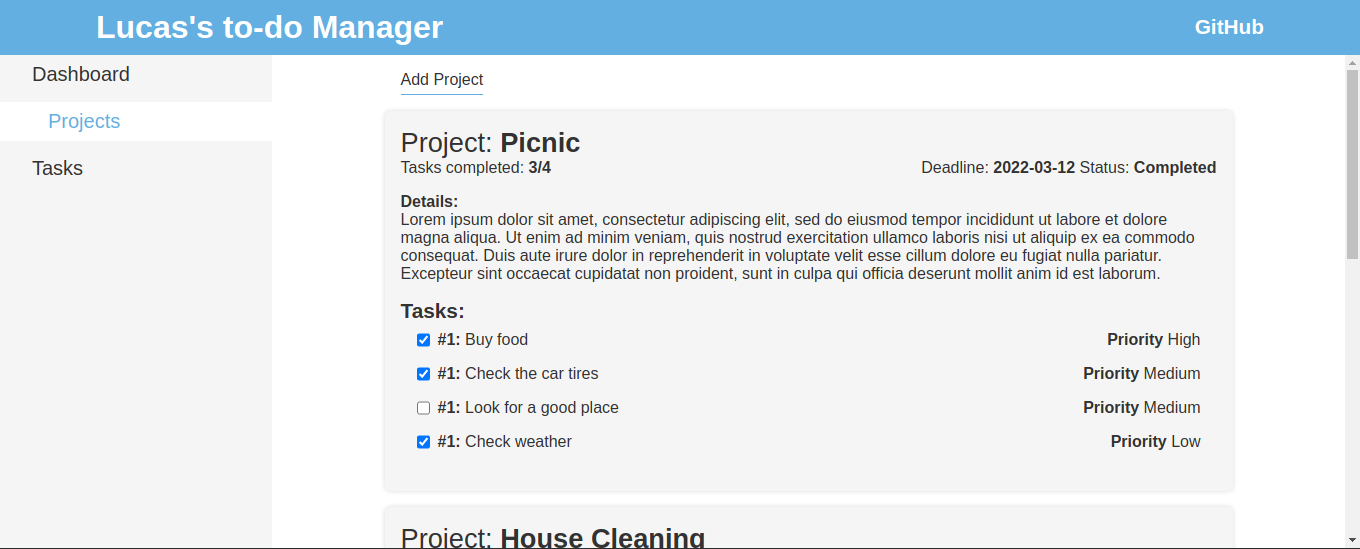 Lucas's to-do Manager GitHub
Dashboard
Projects
Tasks
Add Project
Project: Picnic
Tasks completed: 3/4 Deadline: 2022-03-12 Status: Completed
Details:
Lorem ipsum dolor sit amet, consectetur adipiscing elit, sed do eiusmod tempor incididunt ut labore et dolore
magna aliqua. Ut enim ad minim veniam, quis nostrud exercitation ullamco laboris nisi ut aliquip ex ea commodo
consequat. Duis aute irure dolor in reprehenderit in voluptate velit esse cillum dolore eu fugiat nulla pariatur.
Excepteur sint occaecat cupidatat non proident, sunt in culpa qui officia deserunt mollit anim id est laborum.
Tasks:
#1: Buy food Priority High
#1: Check the car tires Priority Medium
#1: Look for a good place Priority Medium
#1: Check weather Priority Low
Project: House Cleaning